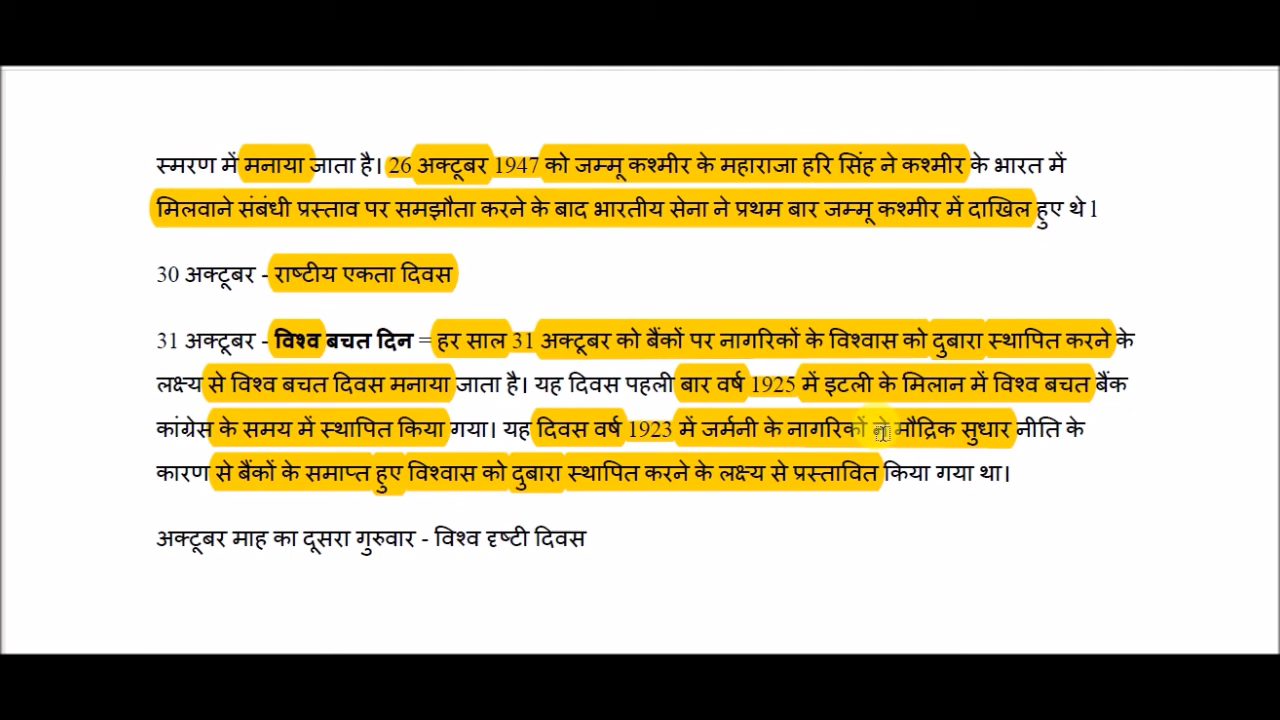 स्मरण में मनाया जाता है। 26 अक्टूबर 1947 को जम्मू कश्मीर के महाराजा हरि सिंह ने कश्मीर के भारत में
मिलवाने संबंधी प्रस्ताव पर समझौता करने के बाद भारतीय सेना ने प्रथम बार जम्मू कश्मीर में दाखिल हुए थे l
30 अक्टूबर - राष्टीय एकता दिवस
31 अक्टूबर - विश्व बचत दिन = हर साल 31 अक्टूबर को बैंकों पर नागरिकों के विश्वास को दुबारा स्थापित करने के
लक्ष्य से विश्व बचत दिवस मनाया जाता है। यह दिवस पहली बार वर्ष 1925 में इटली के मिलान में विश्व बचत बैंक
कांग्रेस के समय में स्थापित किया गया। यह दिवस वर्ष 1923 में जर्मनी के नागरिकों ने मौद्रिक सुधार नीति के
कारण से बैंकों के समाप्त हुए विश्वास को दुबारा स्थापित करने के लक्ष्य से प्रस्तावित किया गया था।
अक्टूबर माह का दूसरा गुरुवार - विश्व दृष्टी दिवस